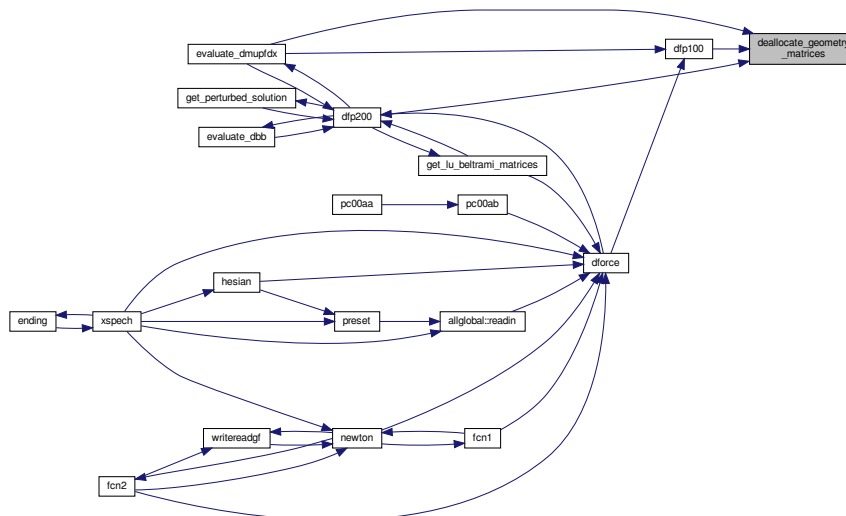 deallocate_geometry
_matrices
dfp100
evaluate_dmupfdx
get_perturbed_solution
dfp200
evaluate_dbb
get_lu_beltrami_matrices
pc00aa
pc00ab
dforce
hesian
ending
xspech
preset
allglobal::readin
writereadgf
newton
fcn1
fcn2